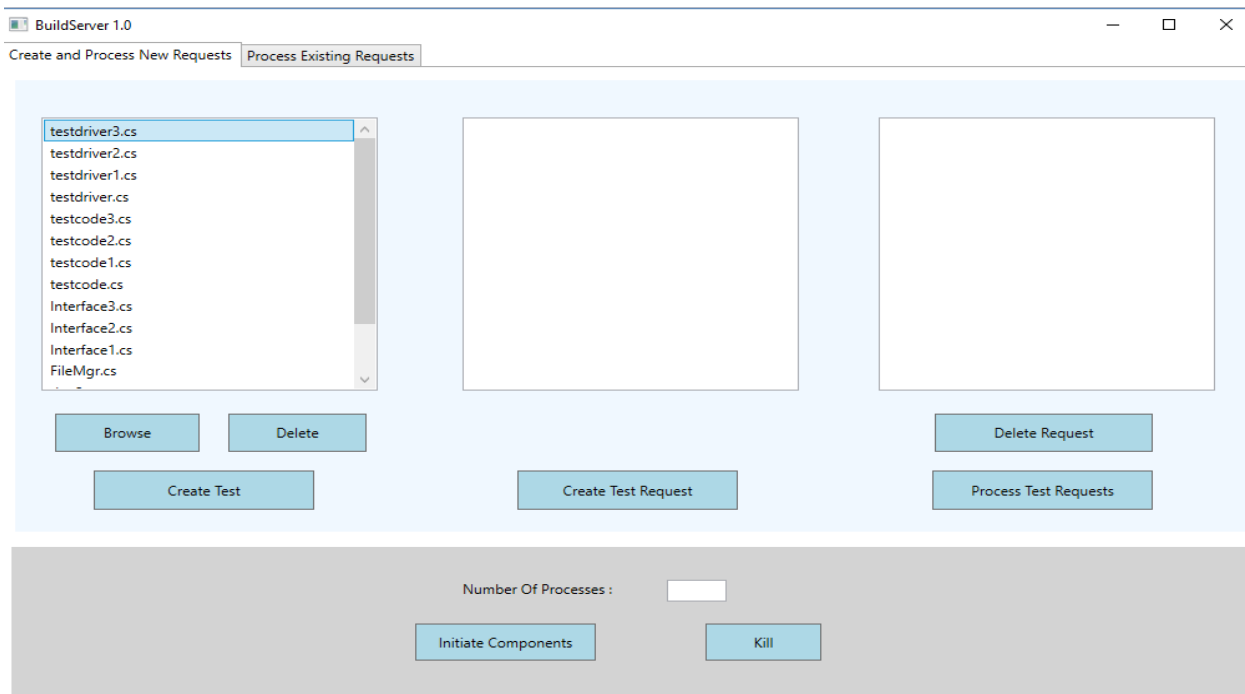 BuildServer 1.0
Create and Process New Requests
Process Existing Requests
testdriver3.cs
testdriver2.cs
testdriver1.cs
testdriver.cs
testcode3.cs
testcode2.cs
testcode1.cs
testcode.cs
Interface3.cs
Interface2.cs
Interface1.cs
FileMgr.cs
Browse
Delete
Delete Request
Create Test
Create Test Request
Process Test Requests
Number Of Processes :
Initiate Components
Kill